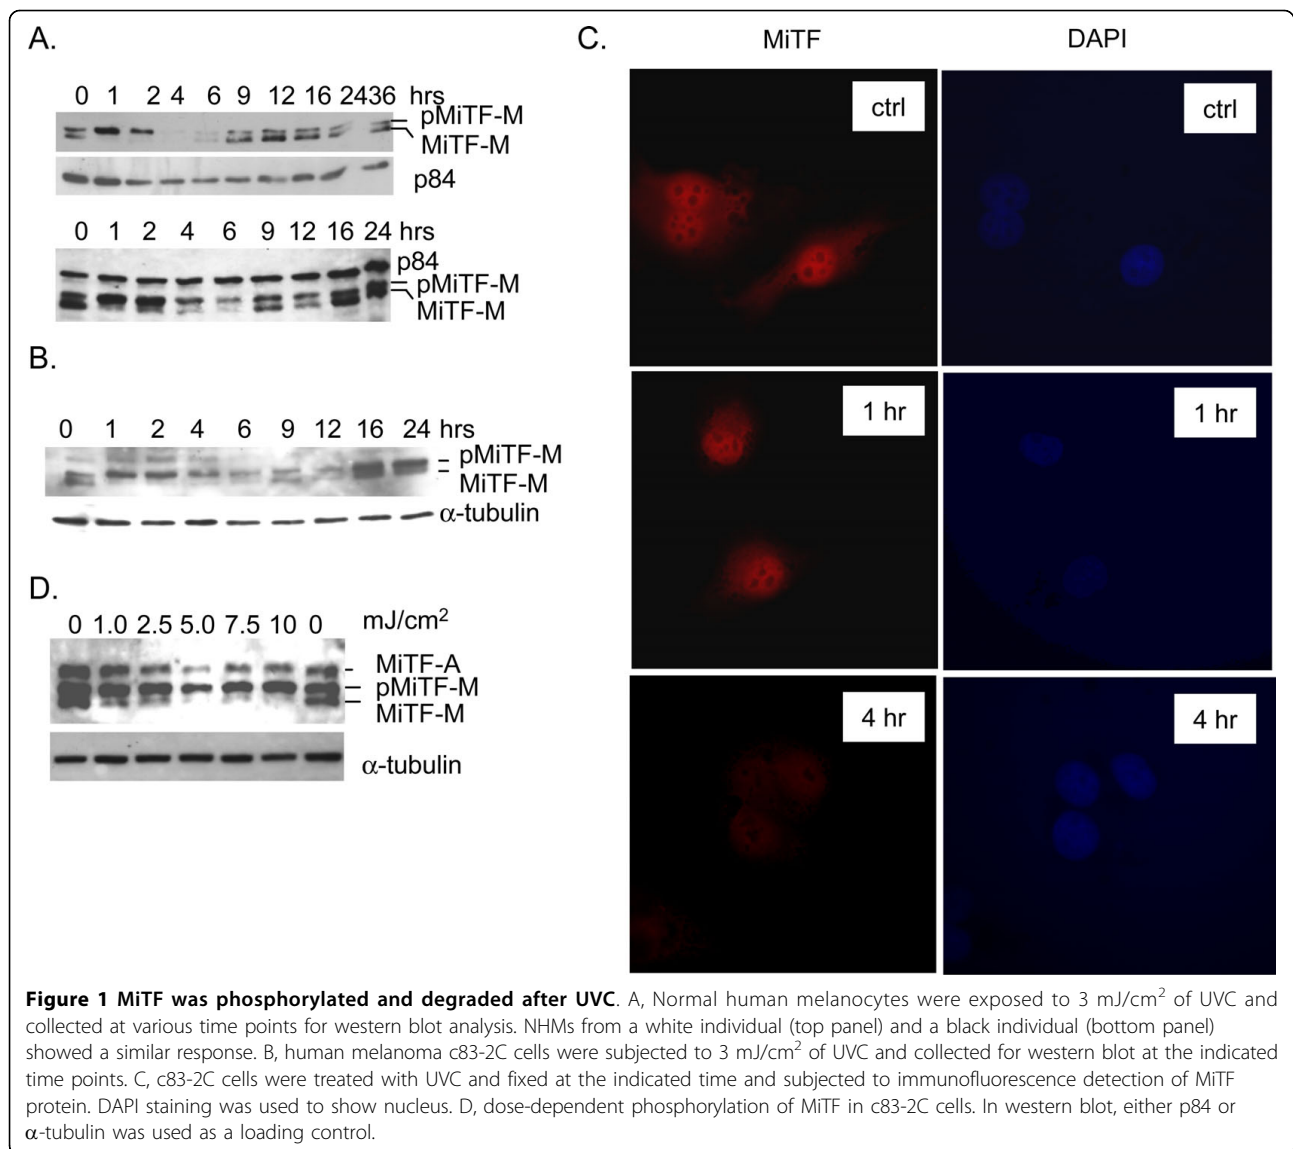 A.
0 1 2 4 6 9 12 16 2436 hrs
pMiTF-M
MiTF-M
p84
0 1 2 4 6 9 12 16 24 hrs
p84
pMiTF-M
MiTF-M
B.
0 1 2 4 6 9 12 16 24 hrs
pMiTF-M
MiTF-M
α-tubulin
D.
0 1.0 2.5 5.0 7.5 10 0 mJ/cm²
MiTF-A
pMiTF-M
MiTF-M
α-tubulin
C.
MiTF DAPI
ctrl ctrl
1 hr 1 hr
4 hr 4 hr
Figure 1 MiTF was phosphorylated and degraded after UVC. A, Normal human melanocytes were exposed to 3 mJ/cm² of UVC and
collected at various time points for western blot analysis. NHMs from a white individual (top panel) and a black individual (bottom panel)
showed a similar response. B, human melanoma c83-2C cells were subjected to 3 mJ/cm² of UVC and collected for western blot at the indicated
time points. C, c83-2C cells were treated with UVC and fixed at the indicated time and subjected to immunofluorescence detection of MiTF
protein. DAPI staining was used to show nucleus. D, dose-dependent phosphorylation of MiTF in c83-2C cells. In western blot, either p84 or
α-tubulin was used as a loading control.